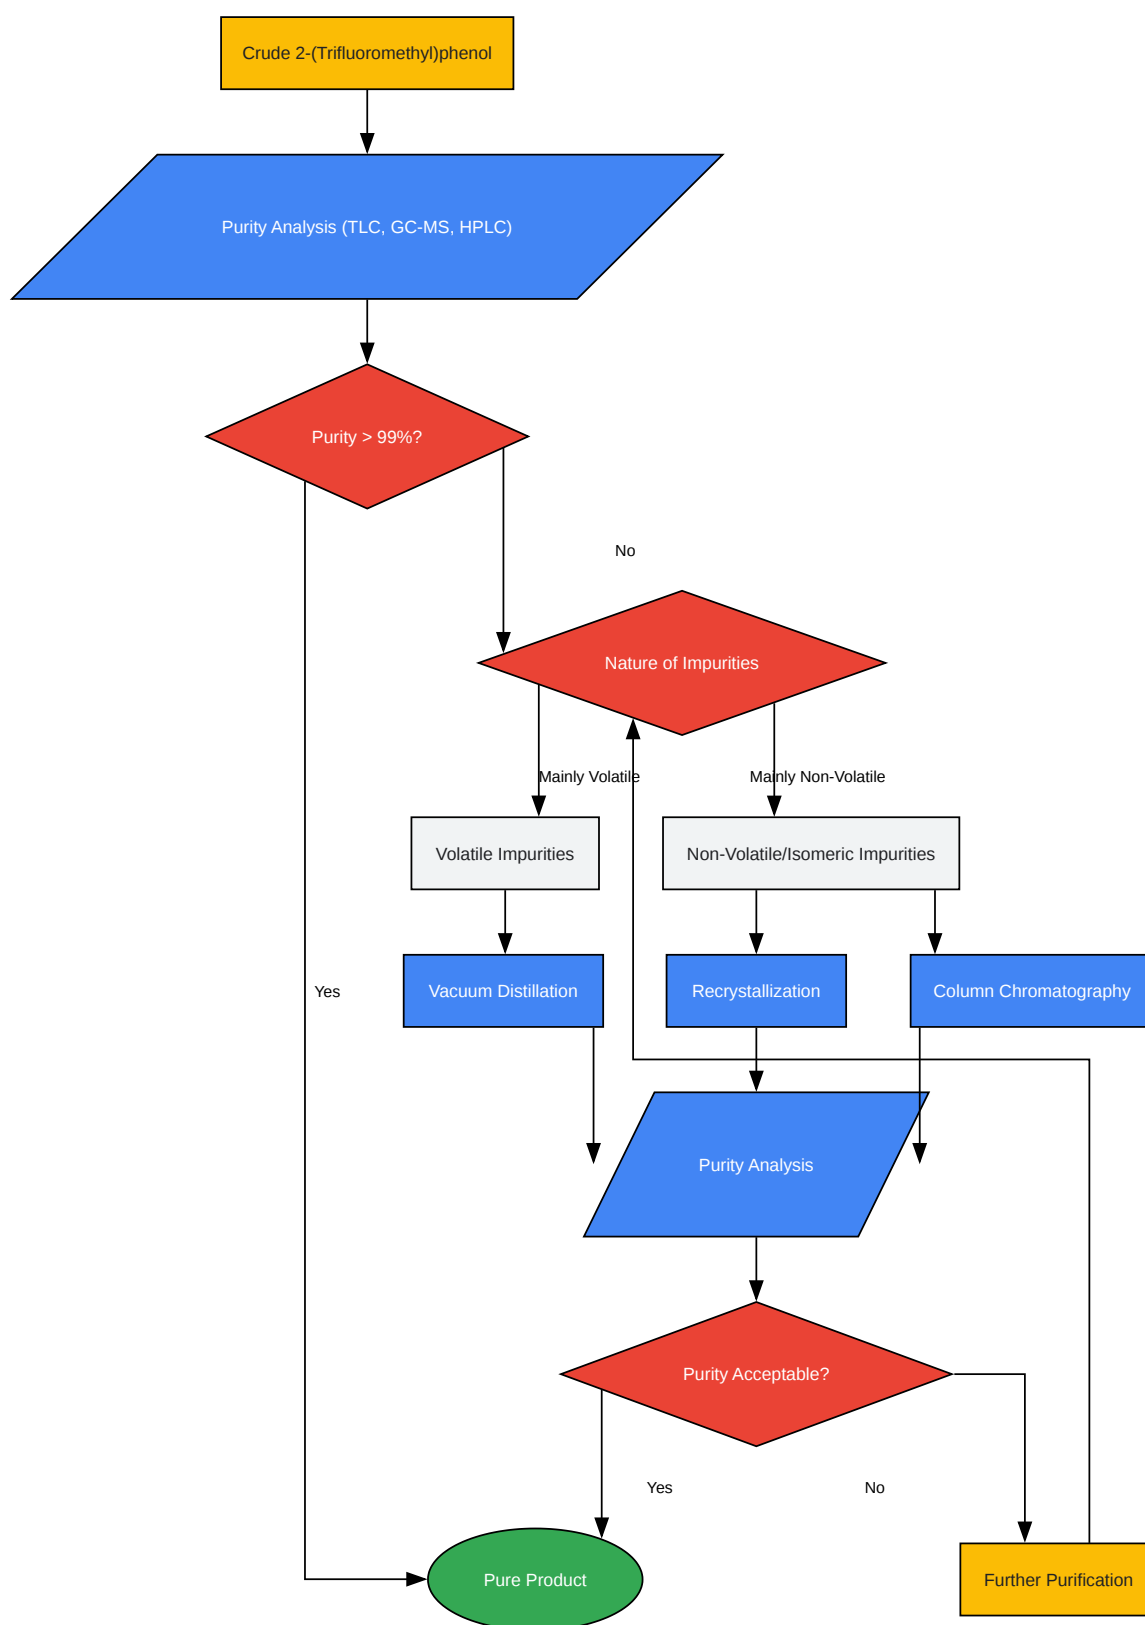 Crude 2-(Trifluoromethyl)phenol
Purity Analysis (TLC, GC-MS, HPLC)
Purity > 99%?
No
Nature of Impurities
Mainly Volatile
Mainly Non-Volatile
Volatile Impurities
Non-Volatile/Isomeric Impurities
Yes
Vacuum Distillation
Recrystallization
Column Chromatography
Purity Analysis
Purity Acceptable?
Yes
No
Pure Product
Further Purification